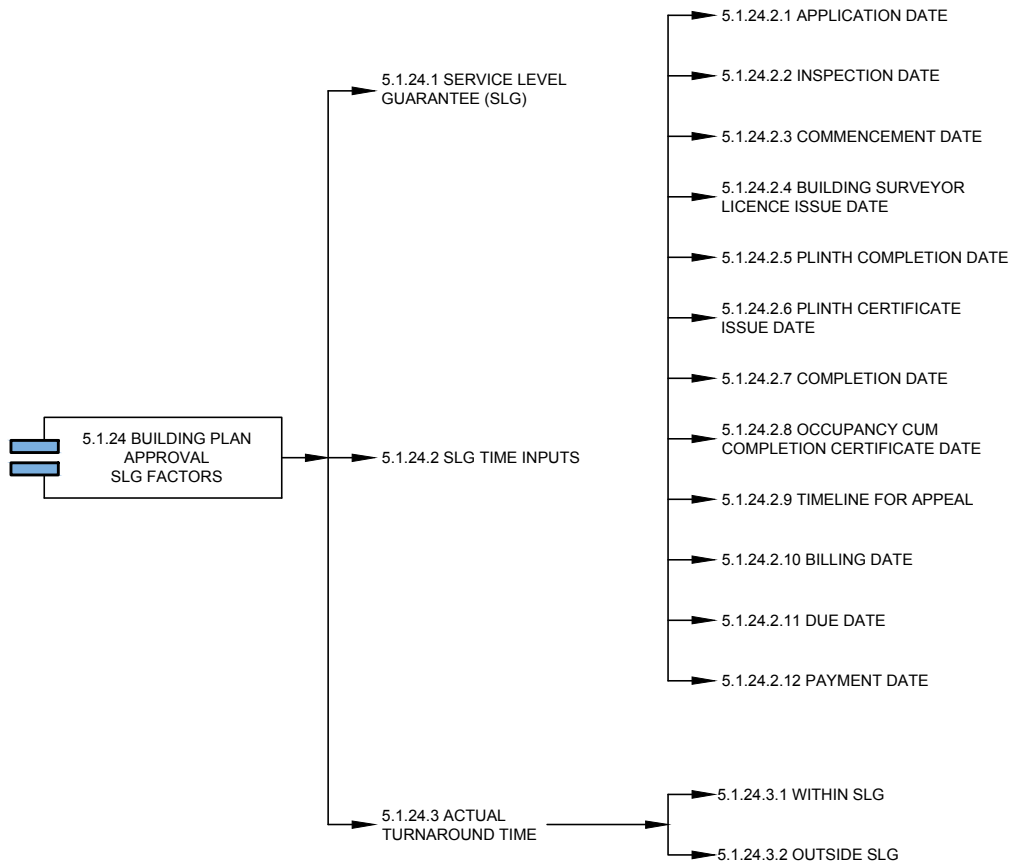 5.1.24 BUILDING PLAN
APPROVAL
SLG FACTORS
5.1.24.1 SERVICE LEVEL
GUARANTEE (SLG)
5.1.24.2 SLG TIME INPUTS
5.1.24.2.1 APPLICATION DATE
5.1.24.2.2 INSPECTION DATE
5.1.24.2.3 COMMENCEMENT DATE
5.1.24.2.4 BUILDING SURVEYOR
LICENCE ISSUE DATE
5.1.24.2.5 PLINTH COMPLETION DATE
5.1.24.2.6 PLINTH CERTIFICATE
ISSUE DATE
5.1.24.2.7 COMPLETION DATE
5.1.24.2.8 OCCUPANCY CUM
COMPLETION CERTIFICATE DATE
5.1.24.2.9 TIMELINE FOR APPEAL
5.1.24.2.10 BILLING DATE
5.1.24.2.11 DUE DATE
5.1.24.2.12 PAYMENT DATE
5.1.24.3 ACTUAL
TURNAROUND TIME
5.1.24.3.1 WITHIN SLG
5.1.24.3.2 OUTSIDE SLG